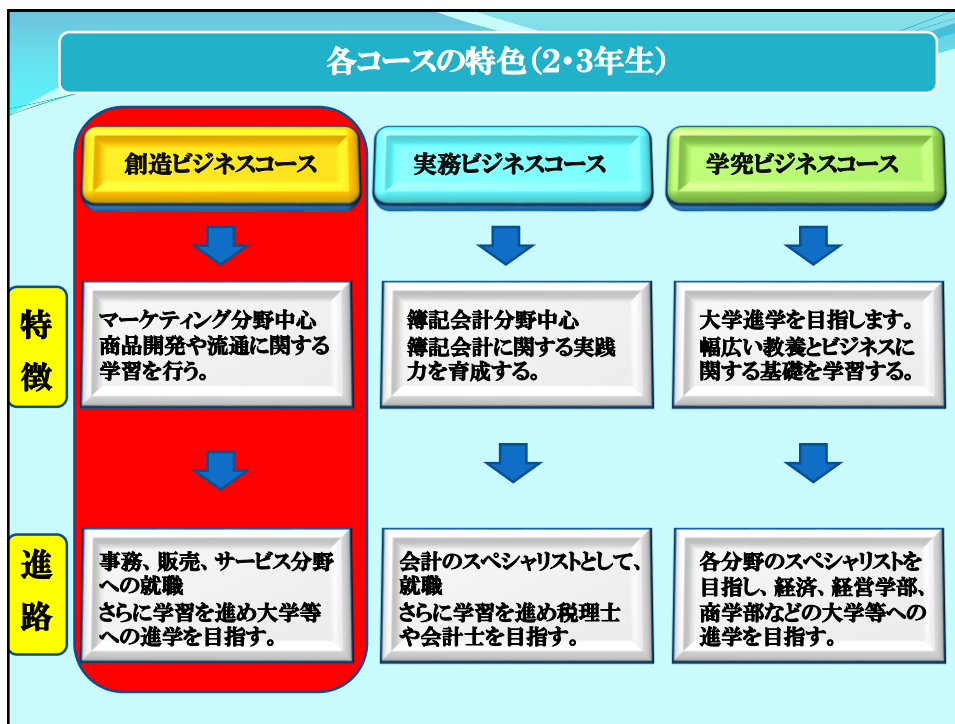 各コースの特色(2・3年生)
創造ビジネスコース
実務ビジネスコース
学究ビジネスコース
特徴
マーケティング分野中心
商品開発や流通に関する
学習を行う。
簿記会計分野中心
簿記会計に関する実践
力を育成する。
大学進学を目指します。
幅広い教養とビジネスに
関する基礎を学習する。
進路
事務、販売、サービス分野
への就職
さらに学習を進め大学等
への進学を目指す。
会計のスペシャリストとして、
就職
さらに学習を進め税理士
や会計士を目指す。
各分野のスペシャリストを
目指し、経済、経営学部、
商学部などの大学等への
進学を目指す。